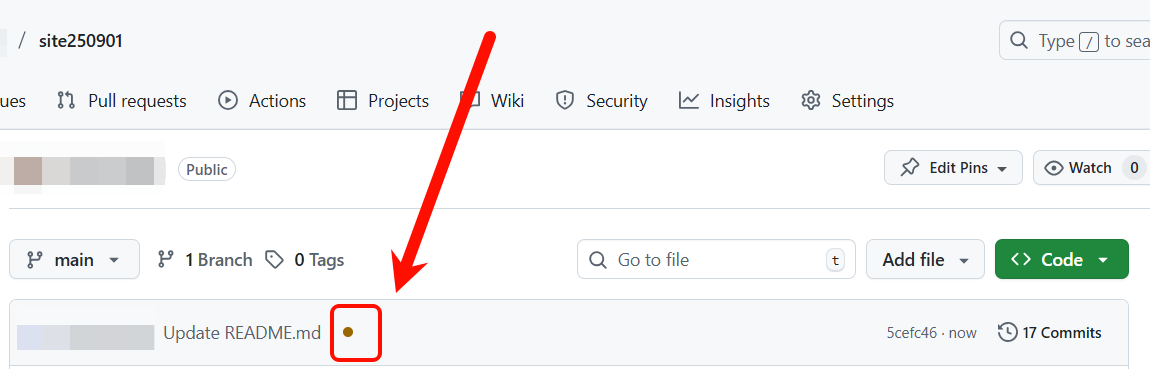 / site250901
Type / to sea
ues Pull requests Actions Projects Wiki Security Insights Settings
Public Edit Pins Watch 0
main 1 Branch 0 Tags Go to file t Add file Code
Update README.md 5cefc46 · now 17 Commits